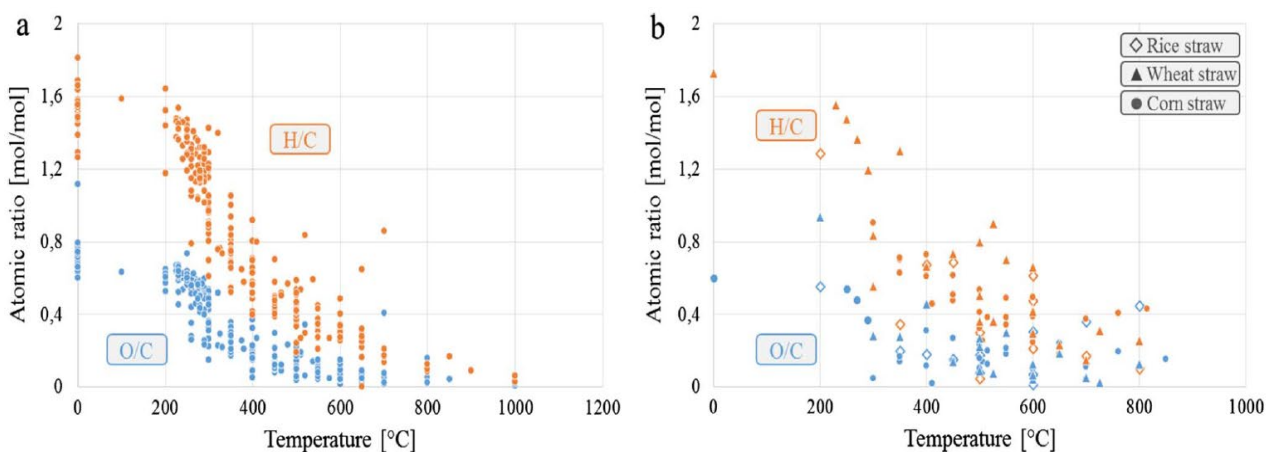 a
Atomic ratio [mol/mol]
2
1,6
1,2
0,8
0,4
0
H/C
O/C
0 200 400 600 800 1000 1200
Temperature [°C]
b
Atomic ratio [mol/mol]
2
1,6
1,2
0,8
0,4
0
Rice straw
Wheat straw
Corn straw
H/C
O/C
0 200 400 600 800 1000
Temperature [°C]